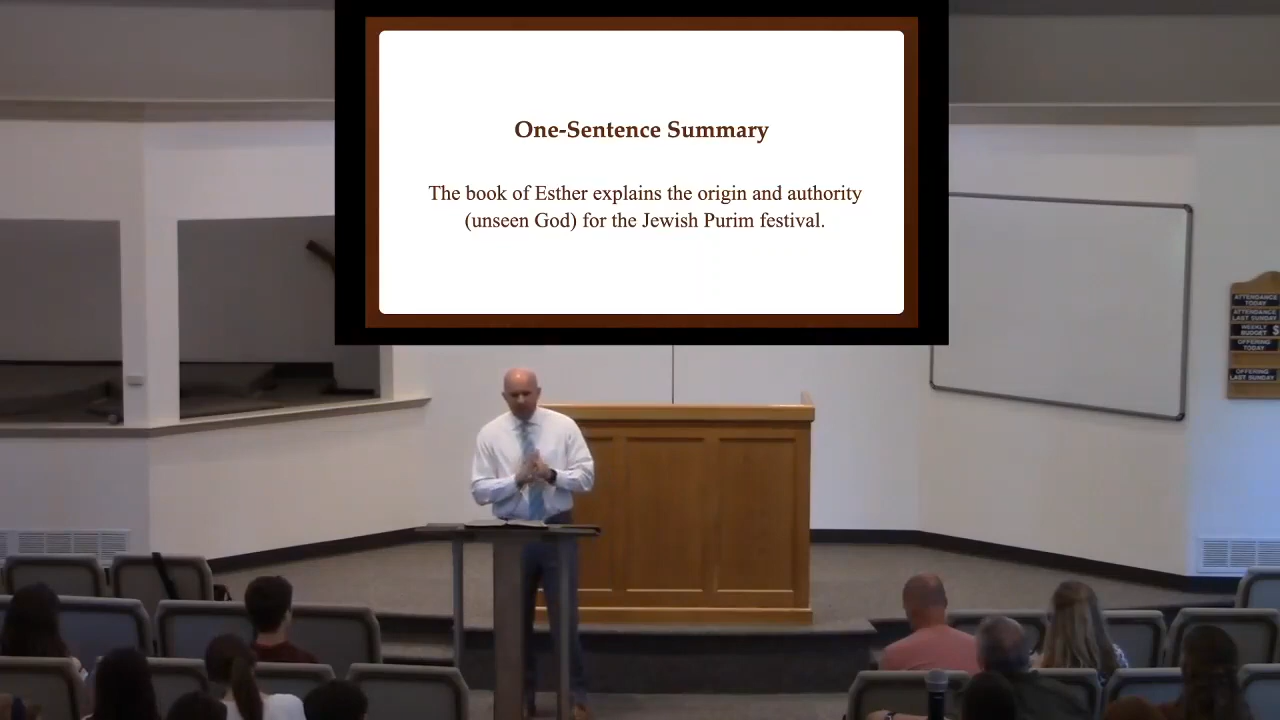 One-Sentence Summary
The book of Esther explains the origin and authority
(unseen God) for the Jewish Purim festival.
ATTENDANCE
TODAY
ATTENDANCE
LAST SUNDAY
WEEKLY
BUDGET $
OFFERING
TODAY
OFFERING
LAST SUNDAY